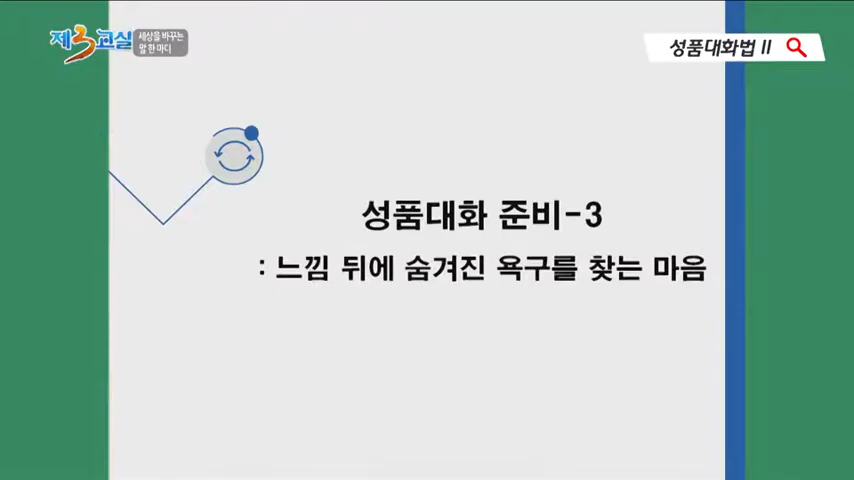 제3교실
세상을 바꾸는
말 한 마디
성품대화법 II
성품대화 준비-3
: 느낌 뒤에 숨겨진 욕구를 찾는 마음